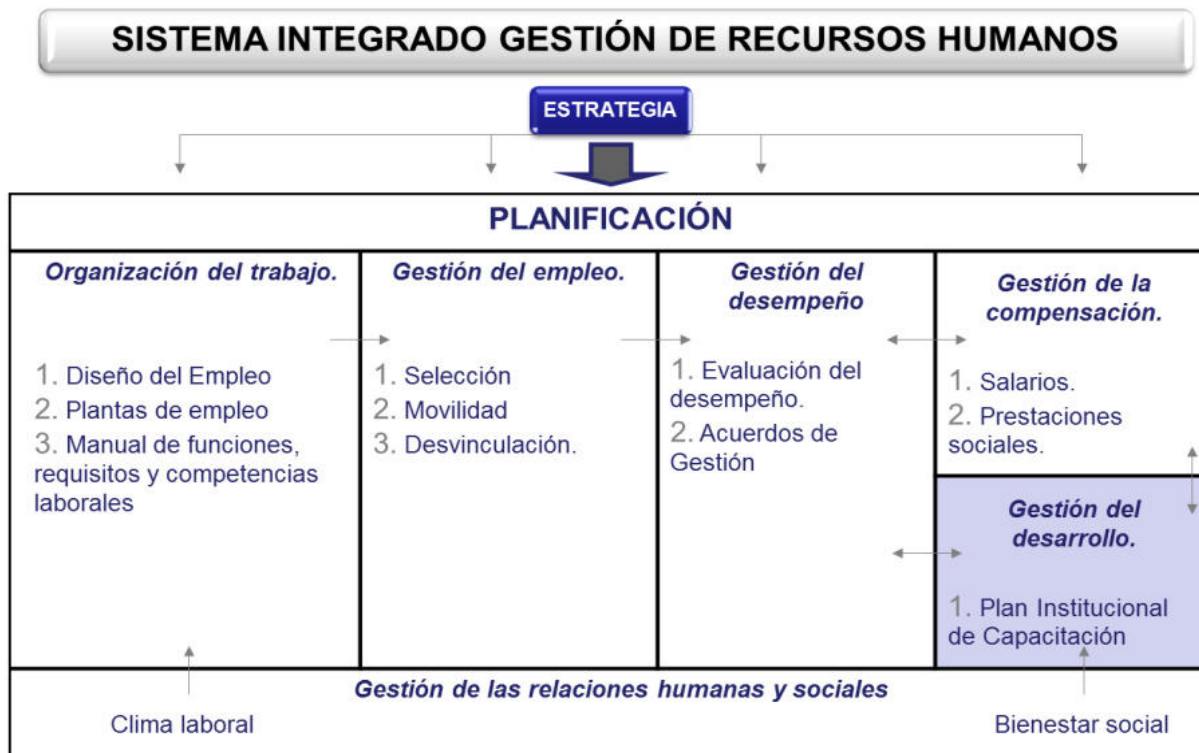 SISTEMA INTEGRADO GESTIÓN DE RECURSOS HUMANOS
ESTRATEGIA
PLANIFICACIÓN
Organización del trabajo.
1. Diseño del Empleo
2. Plantas de empleo
3. Manual de funciones,
requisitos y competencias
laborales
Gestión del empleo.
1. Selección
2. Movilidad
3. Desvinculación.
Gestión del
desempeño
1. Evaluación del
desempeño.
2. Acuerdos de
Gestión
Gestión de la
compensación.
1. Salarios.
2. Prestaciones
sociales.
Gestión del
desarrollo.
1. Plan Institucional
de Capacitación
Gestión de las relaciones humanas y sociales
Clima laboral
Bienestar social